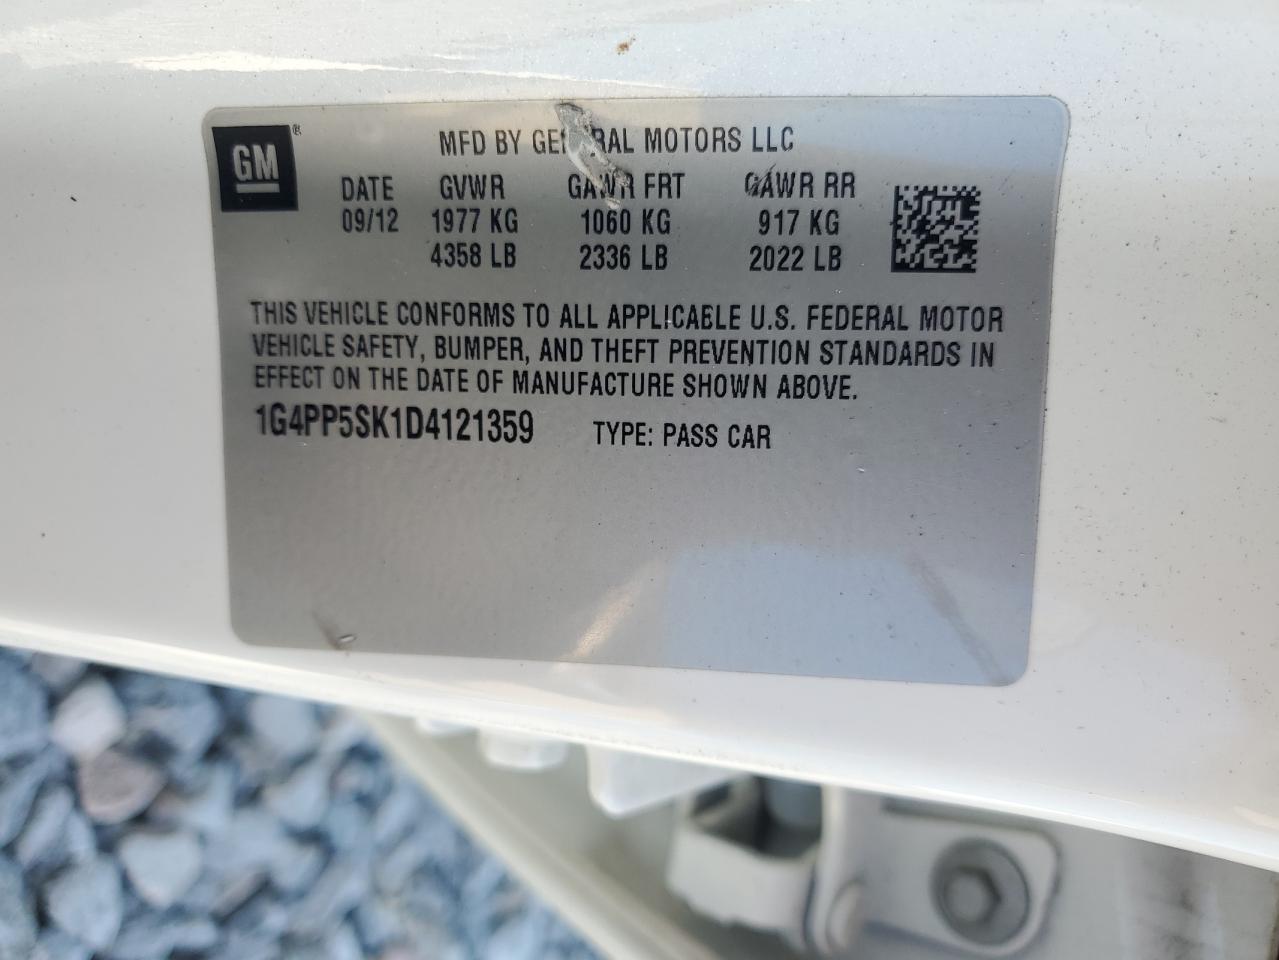 GM®
MFD BY GENERAL MOTORS LLC
DATE GVWR GAWR FRT GAWR RR
09/12 1977 KG 1060 KG 917 KG
4358 LB 2336 LB 2022 LB
THIS VEHICLE CONFORMS TO ALL APPLICABLE U.S. FEDERAL MOTOR
VEHICLE SAFETY, BUMPER, AND THEFT PREVENTION STANDARDS IN
EFFECT ON THE DATE OF MANUFACTURE SHOWN ABOVE.
1G4PP5SK1D4121359 TYPE: PASS CAR